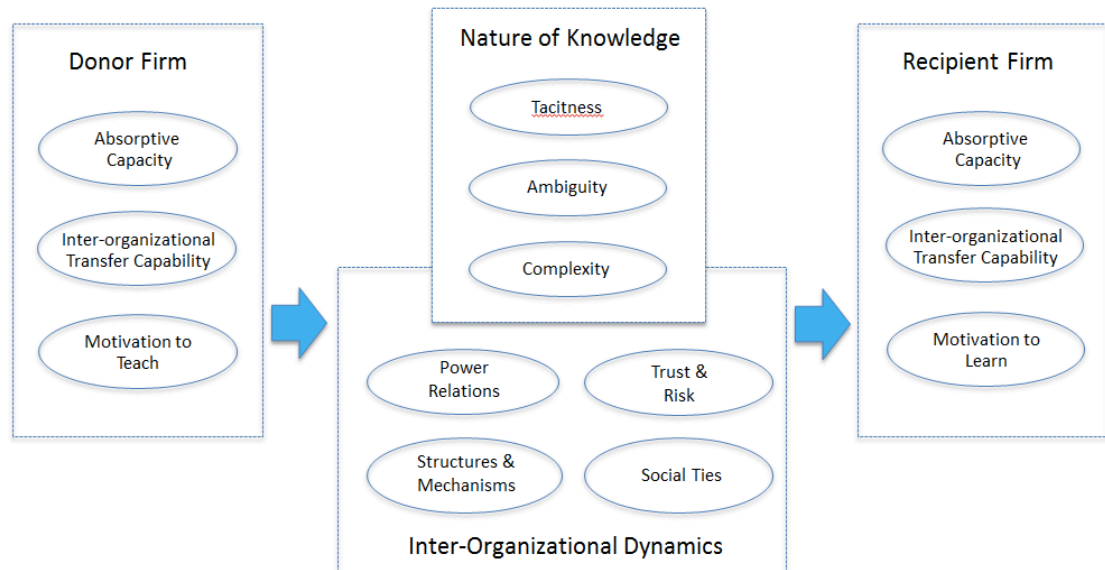 Donor Firm
Absorptive
Capacity
Inter-organizational
Transfer Capability
Motivation to
Teach
Nature of Knowledge
Tacitness
Ambiguity
Complexity
Power
Relations
Trust &
Risk
Structures &
Mechanisms
Social Ties
Inter-Organizational Dynamics
Recipient Firm
Absorptive
Capacity
Inter-organizational
Transfer Capability
Motivation to
Learn